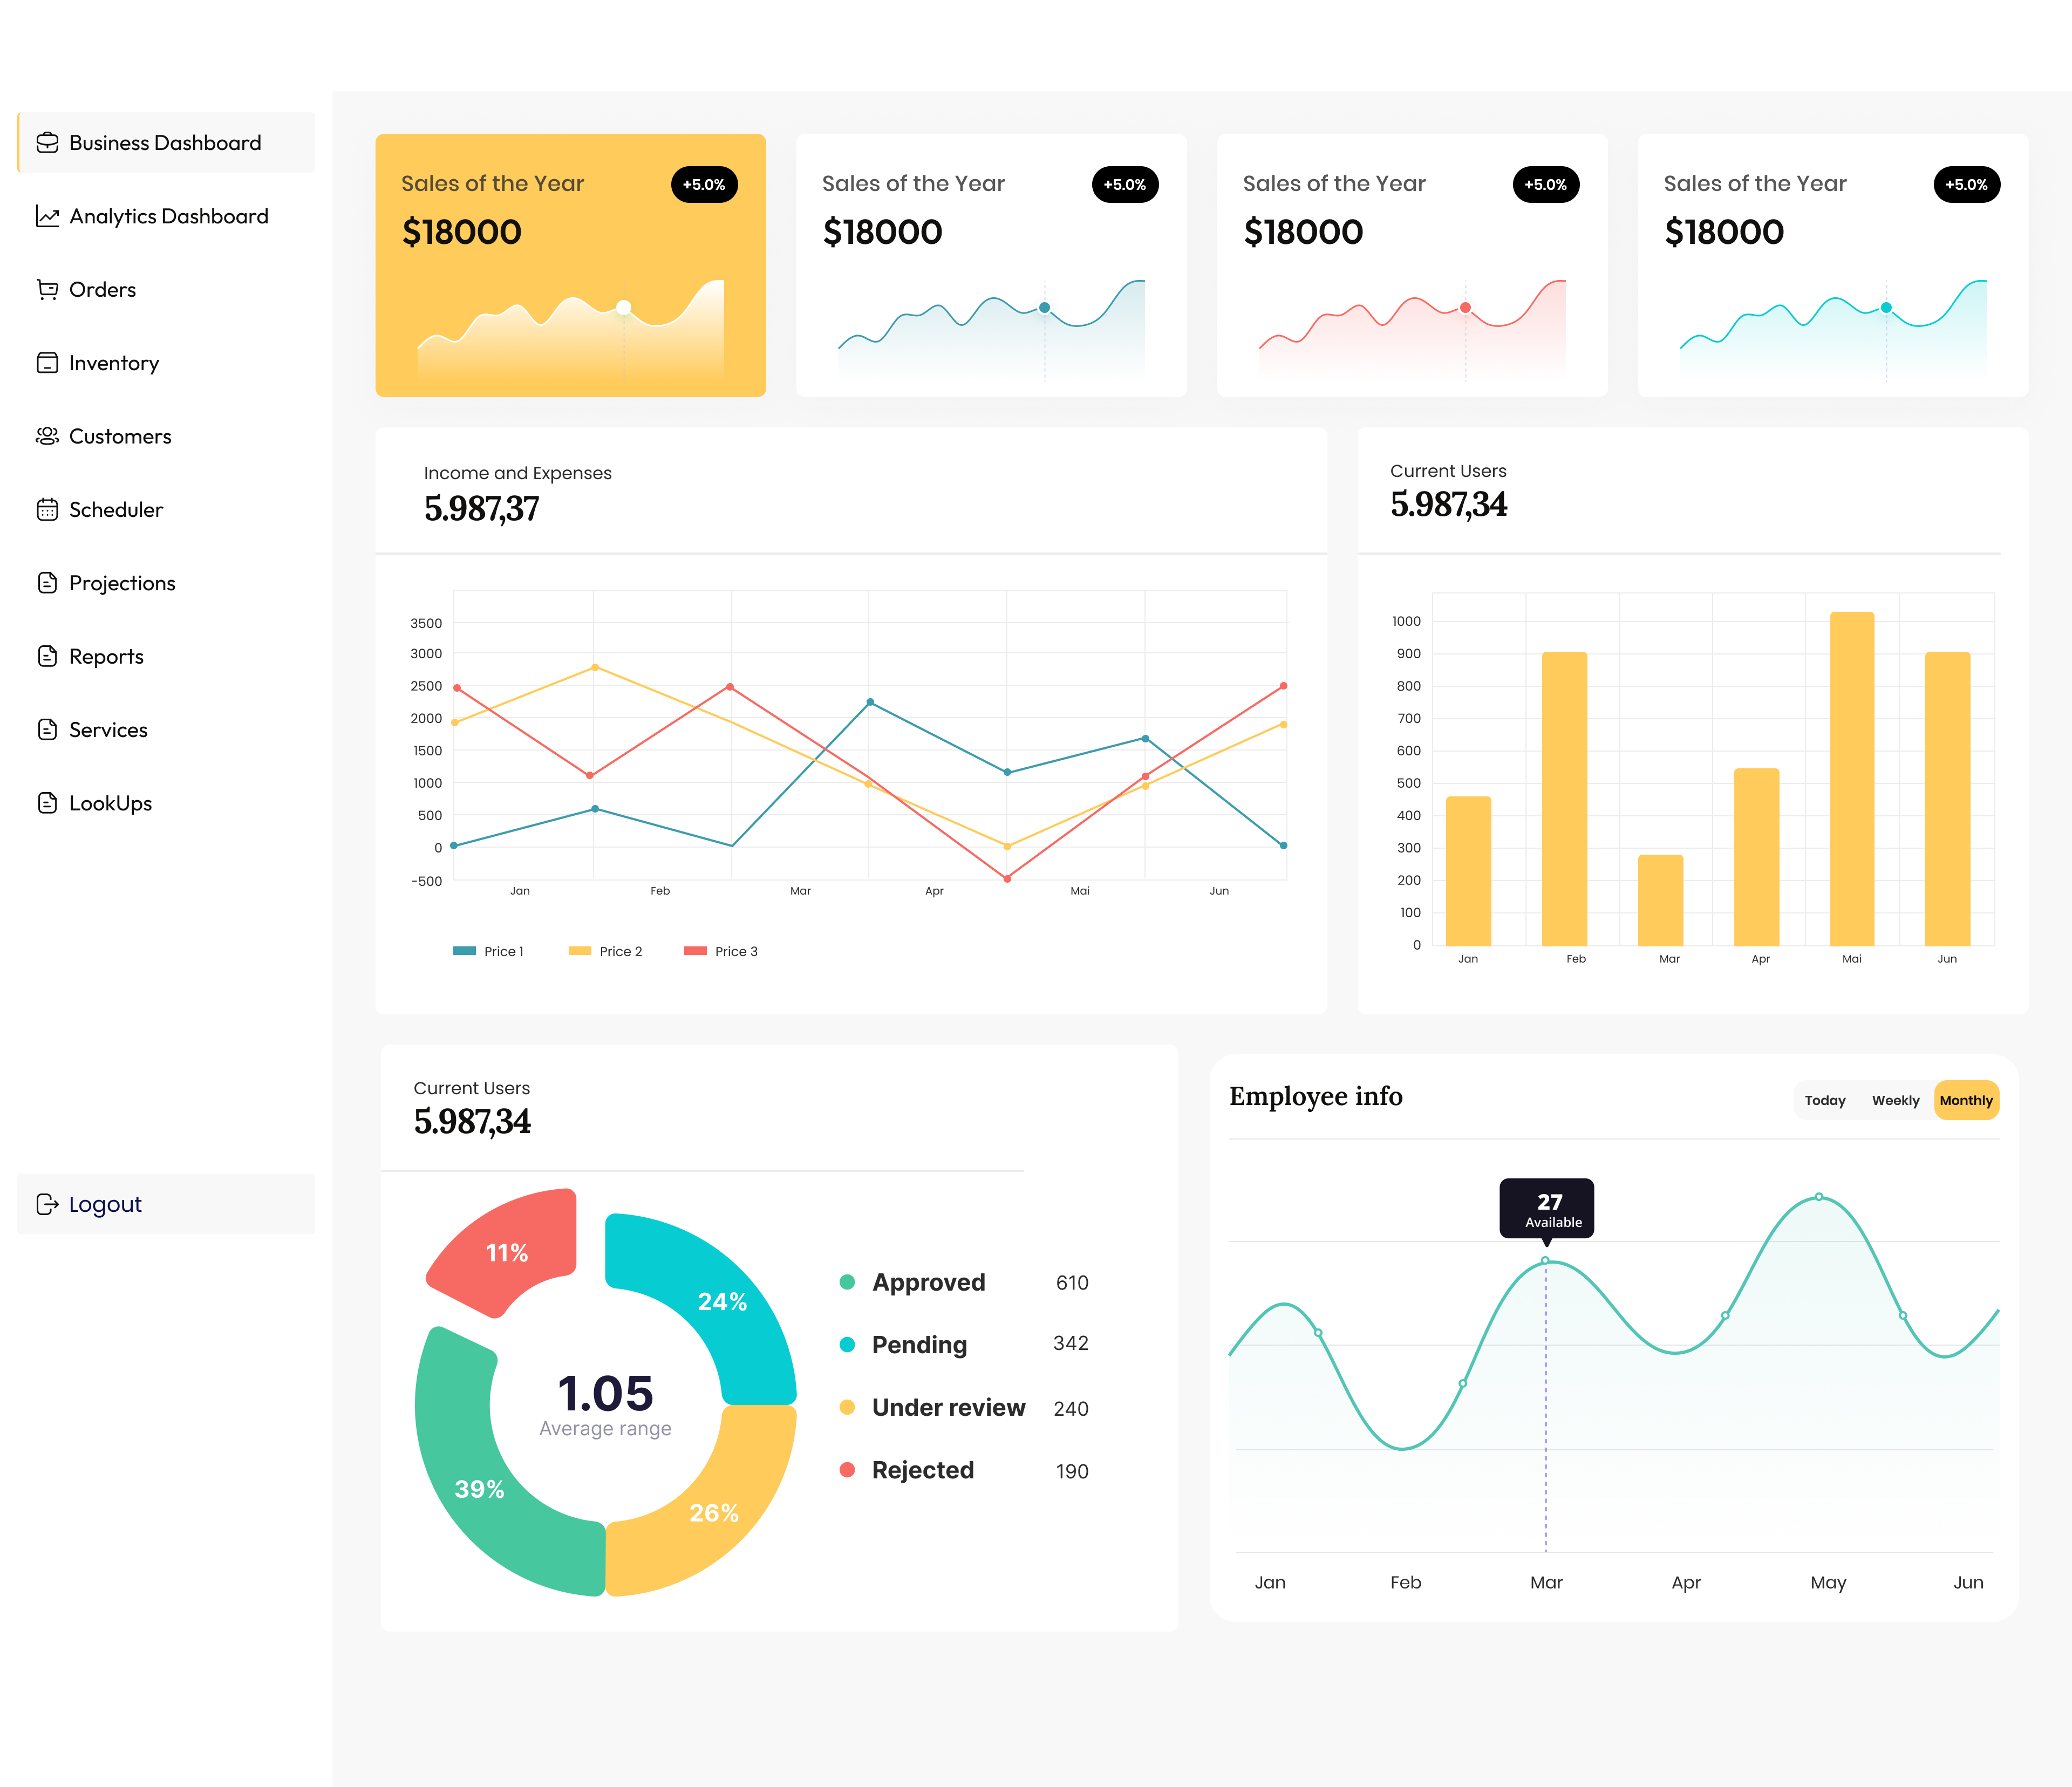 Business Dashboard
Analytics Dashboard
Orders
Inventory
Customers
Scheduler
Projections
Reports
Services
LookUps
Logout
Sales of the Year
+5.0%
$18000
Sales of the Year
+5.0%
$18000
Sales of the Year
+5.0%
$18000
Sales of the Year
+5.0%
$18000
Income and Expenses
5.987,37
3500
3000
2500
2000
1500
1000
500
0
-500
Jan Feb Mar Apr Mai Jun
Price 1 Price 2 Price 3
Current Users
5.987,34
1000
900
800
700
600
500
400
300
200
100
0
Jan Feb Mar Apr Mai Jun
Current Users
5.987,34
11%
24%
39%
26%
1.05
Average range
Approved 610
Pending 342
Under review 240
Rejected 190
Employee info
Today Weekly Monthly
27
Available
Jan Feb Mar Apr May Jun